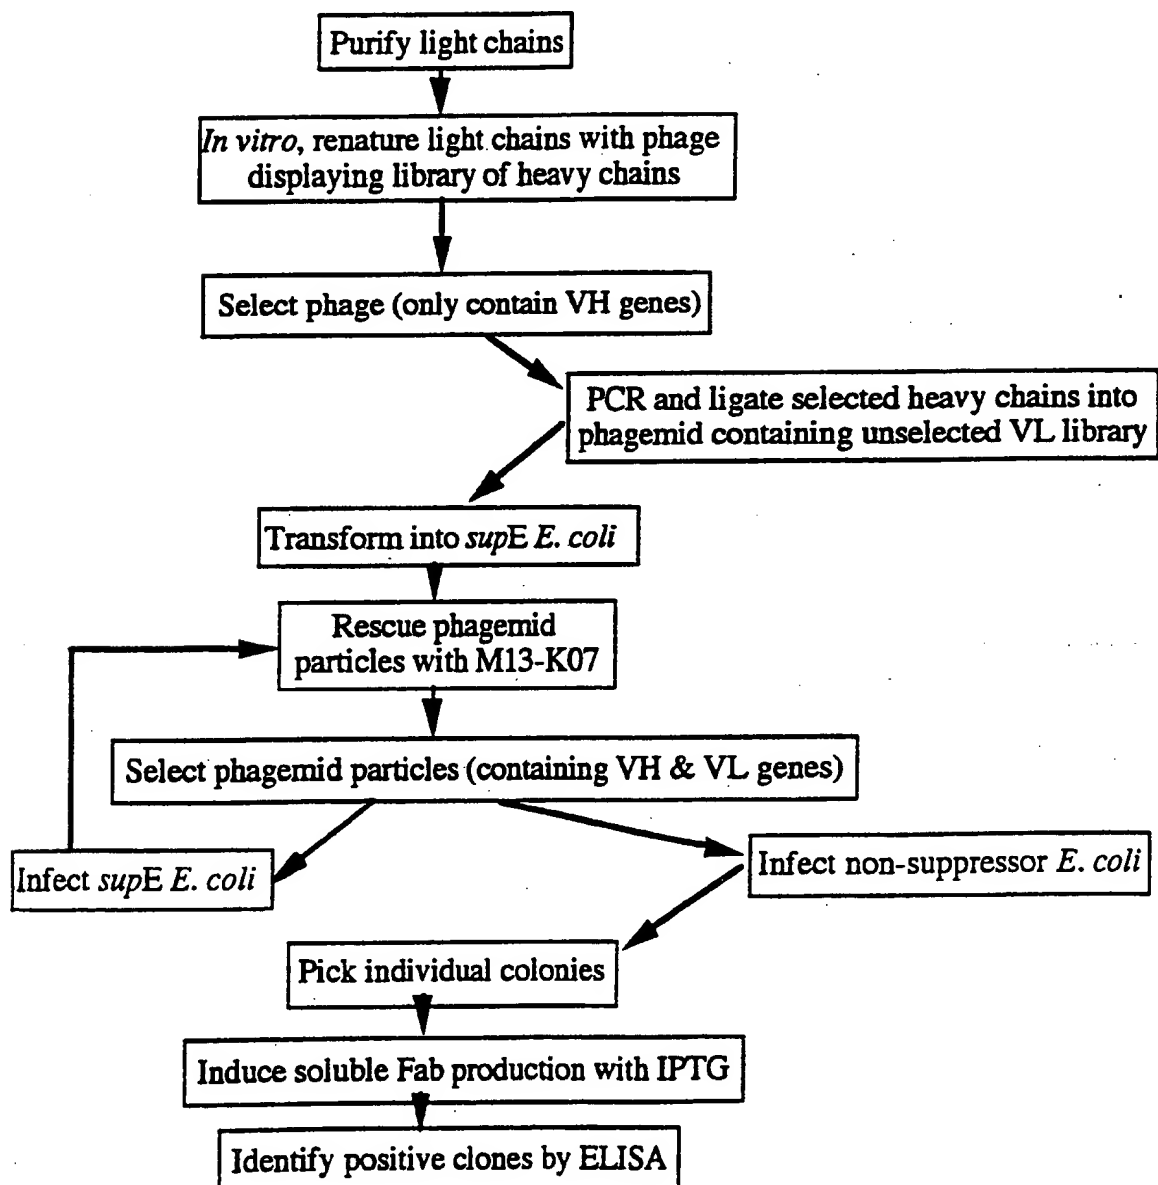 Purify light chains
In vitro, renature light chains with phage
displaying library of heavy chains
Select phage (only contain VH genes)
PCR and ligate selected heavy chains into
phagemid containing unselected VL library
Transform into supE E. coli
Rescue phagemid
particles with M13-K07
Select phagemid particles (containing VH & VL genes)
Infect supE E. coli
Infect non-suppressor E. coli
Pick individual colonies
Induce soluble Fab production with IPTG
Identify positive clones by ELISA